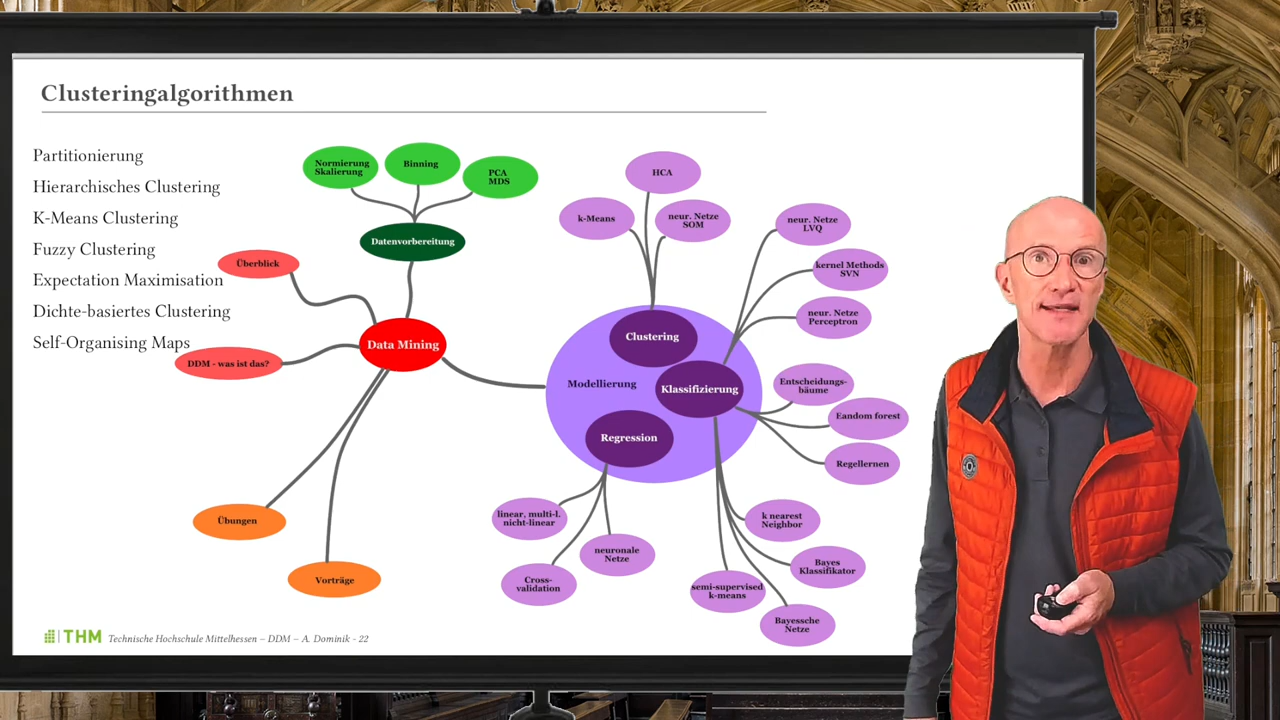 Clusteringalgorithmen
Partitionierung
Hierarchisches Clustering
K-Means Clustering
Fuzzy Clustering
Expectation Maximisation
Dichte-basiertes Clustering
Self-Organising Maps
Normierung
Skalierung
Binning
PCA
MDS
Datenvorbereitung
Überblick
Data Mining
DDM - was ist das?
Übungen
Vorträge
HCA
k-Means
neur. Netze
SOM
Clustering
Modellierung
Klassifizierung
Regression
neur. Netze
LVQ
kernel Methods
SVN
neur. Netze
Perceptron
Entscheidungs-
bäume
Eandom forest
Regellernen
linear, multi-l.
nicht-linear
neuronale
Netze
Cross-
validation
k nearest
Neighbor
Bayes
Klassifikator
semi-supervised
k-means
Bayessche
Netze
THM Technische Hochschule Mittelhessen – DDM – A. Dominik - 22